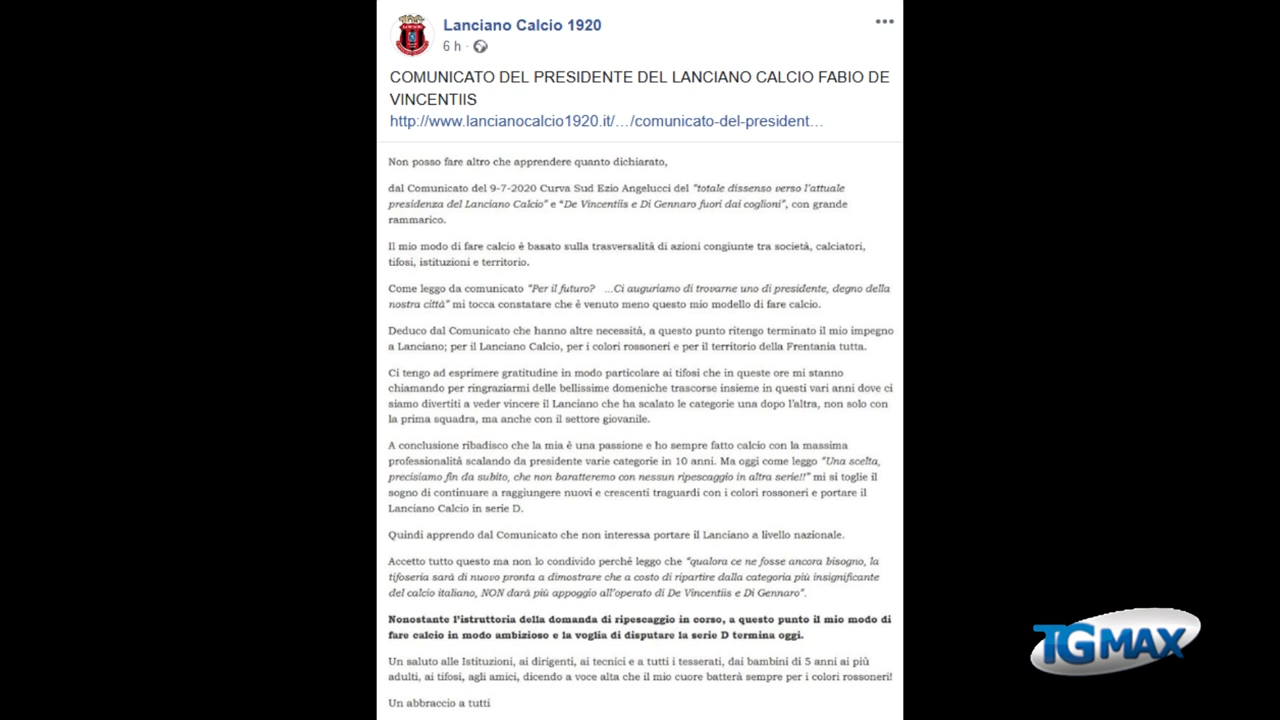 Lanciano Calcio 1920
6 h ·
COMUNICATO DEL PRESIDENTE DEL LANCIANO CALCIO FABIO DE
VINCENTIIS
http://www.lancianocalcio1920.it/…/comunicato-del-president…
Non posso fare altro che apprendere quanto dichiarato,
dal Comunicato del 9-7-2020 Curva Sud Ezio Angelucci del "totale dissenso verso l'attuale
presidenza del Lanciano Calcio" e "De Vincentiis e Di Gennaro fuori dai coglioni", con grande
rammarico.
Il mio modo di fare calcio è basato sulla trasversalità di azioni congiunte tra società, calciatori,
tifosi, istituzioni e territorio.
Come leggo da comunicato "Per il futuro? ...Ci auguriamo di trovarne uno di presidente, degno della
nostra città" mi tocca constatare che è venuto meno questo mio modello di fare calcio.
Deduco dal Comunicato che hanno altre necessità, a questo punto ritengo terminato il mio impegno
a Lanciano; per il Lanciano Calcio, per i colori rossoneri e per il territorio della Frentania tutta.
Ci tengo ad esprimere gratitudine in modo particolare ai tifosi che in queste ore mi stanno
chiamando per ringraziarmi delle bellissime domeniche trascorse insieme in questi vari anni dove ci
siamo divertiti a veder vincere il Lanciano che ha scalato le categorie una dopo l'altra, non solo con
la prima squadra, ma anche con il settore giovanile.
A conclusione ribadisco che la mia è una passione e ho sempre fatto calcio con la massima
professionalità scalando da presidente varie categorie in 10 anni. Ma oggi come leggo "Una scelta,
precisiamo fin da subito, che non baratteremo con nessun ripescaggio in altra serie!!" mi si toglie il
sogno di continuare a raggiungere nuovi e crescenti traguardi con i colori rossoneri e portare il
Lanciano Calcio in serie D.
Quindi apprendo dal Comunicato che non interessa portare il Lanciano a livello nazionale.
Accetto tutto questo ma non lo condivido perché leggo che "qualora ce ne fosse ancora bisogno, la
tifoseria sarà di nuovo pronta a dimostrare che a costo di ripartire dalla categoria più insignificante
del calcio italiano, NON darà più appoggio all'operato di De Vincentiis e Di Gennaro".
Nonostante l'istruttoria della domanda di ripescaggio in corso, a questo punto il mio modo di
fare calcio in modo ambizioso e la voglia di disputare la serie D termina oggi.
Un saluto alle Istituzioni, ai dirigenti, ai tecnici e a tutti i tesserati, dai bambini di 5 anni ai più
adulti, ai tifosi, agli amici, dicendo a voce alta che il mio cuore batterà sempre per i colori rossoneri!
Un abbraccio a tutti
TGMAX